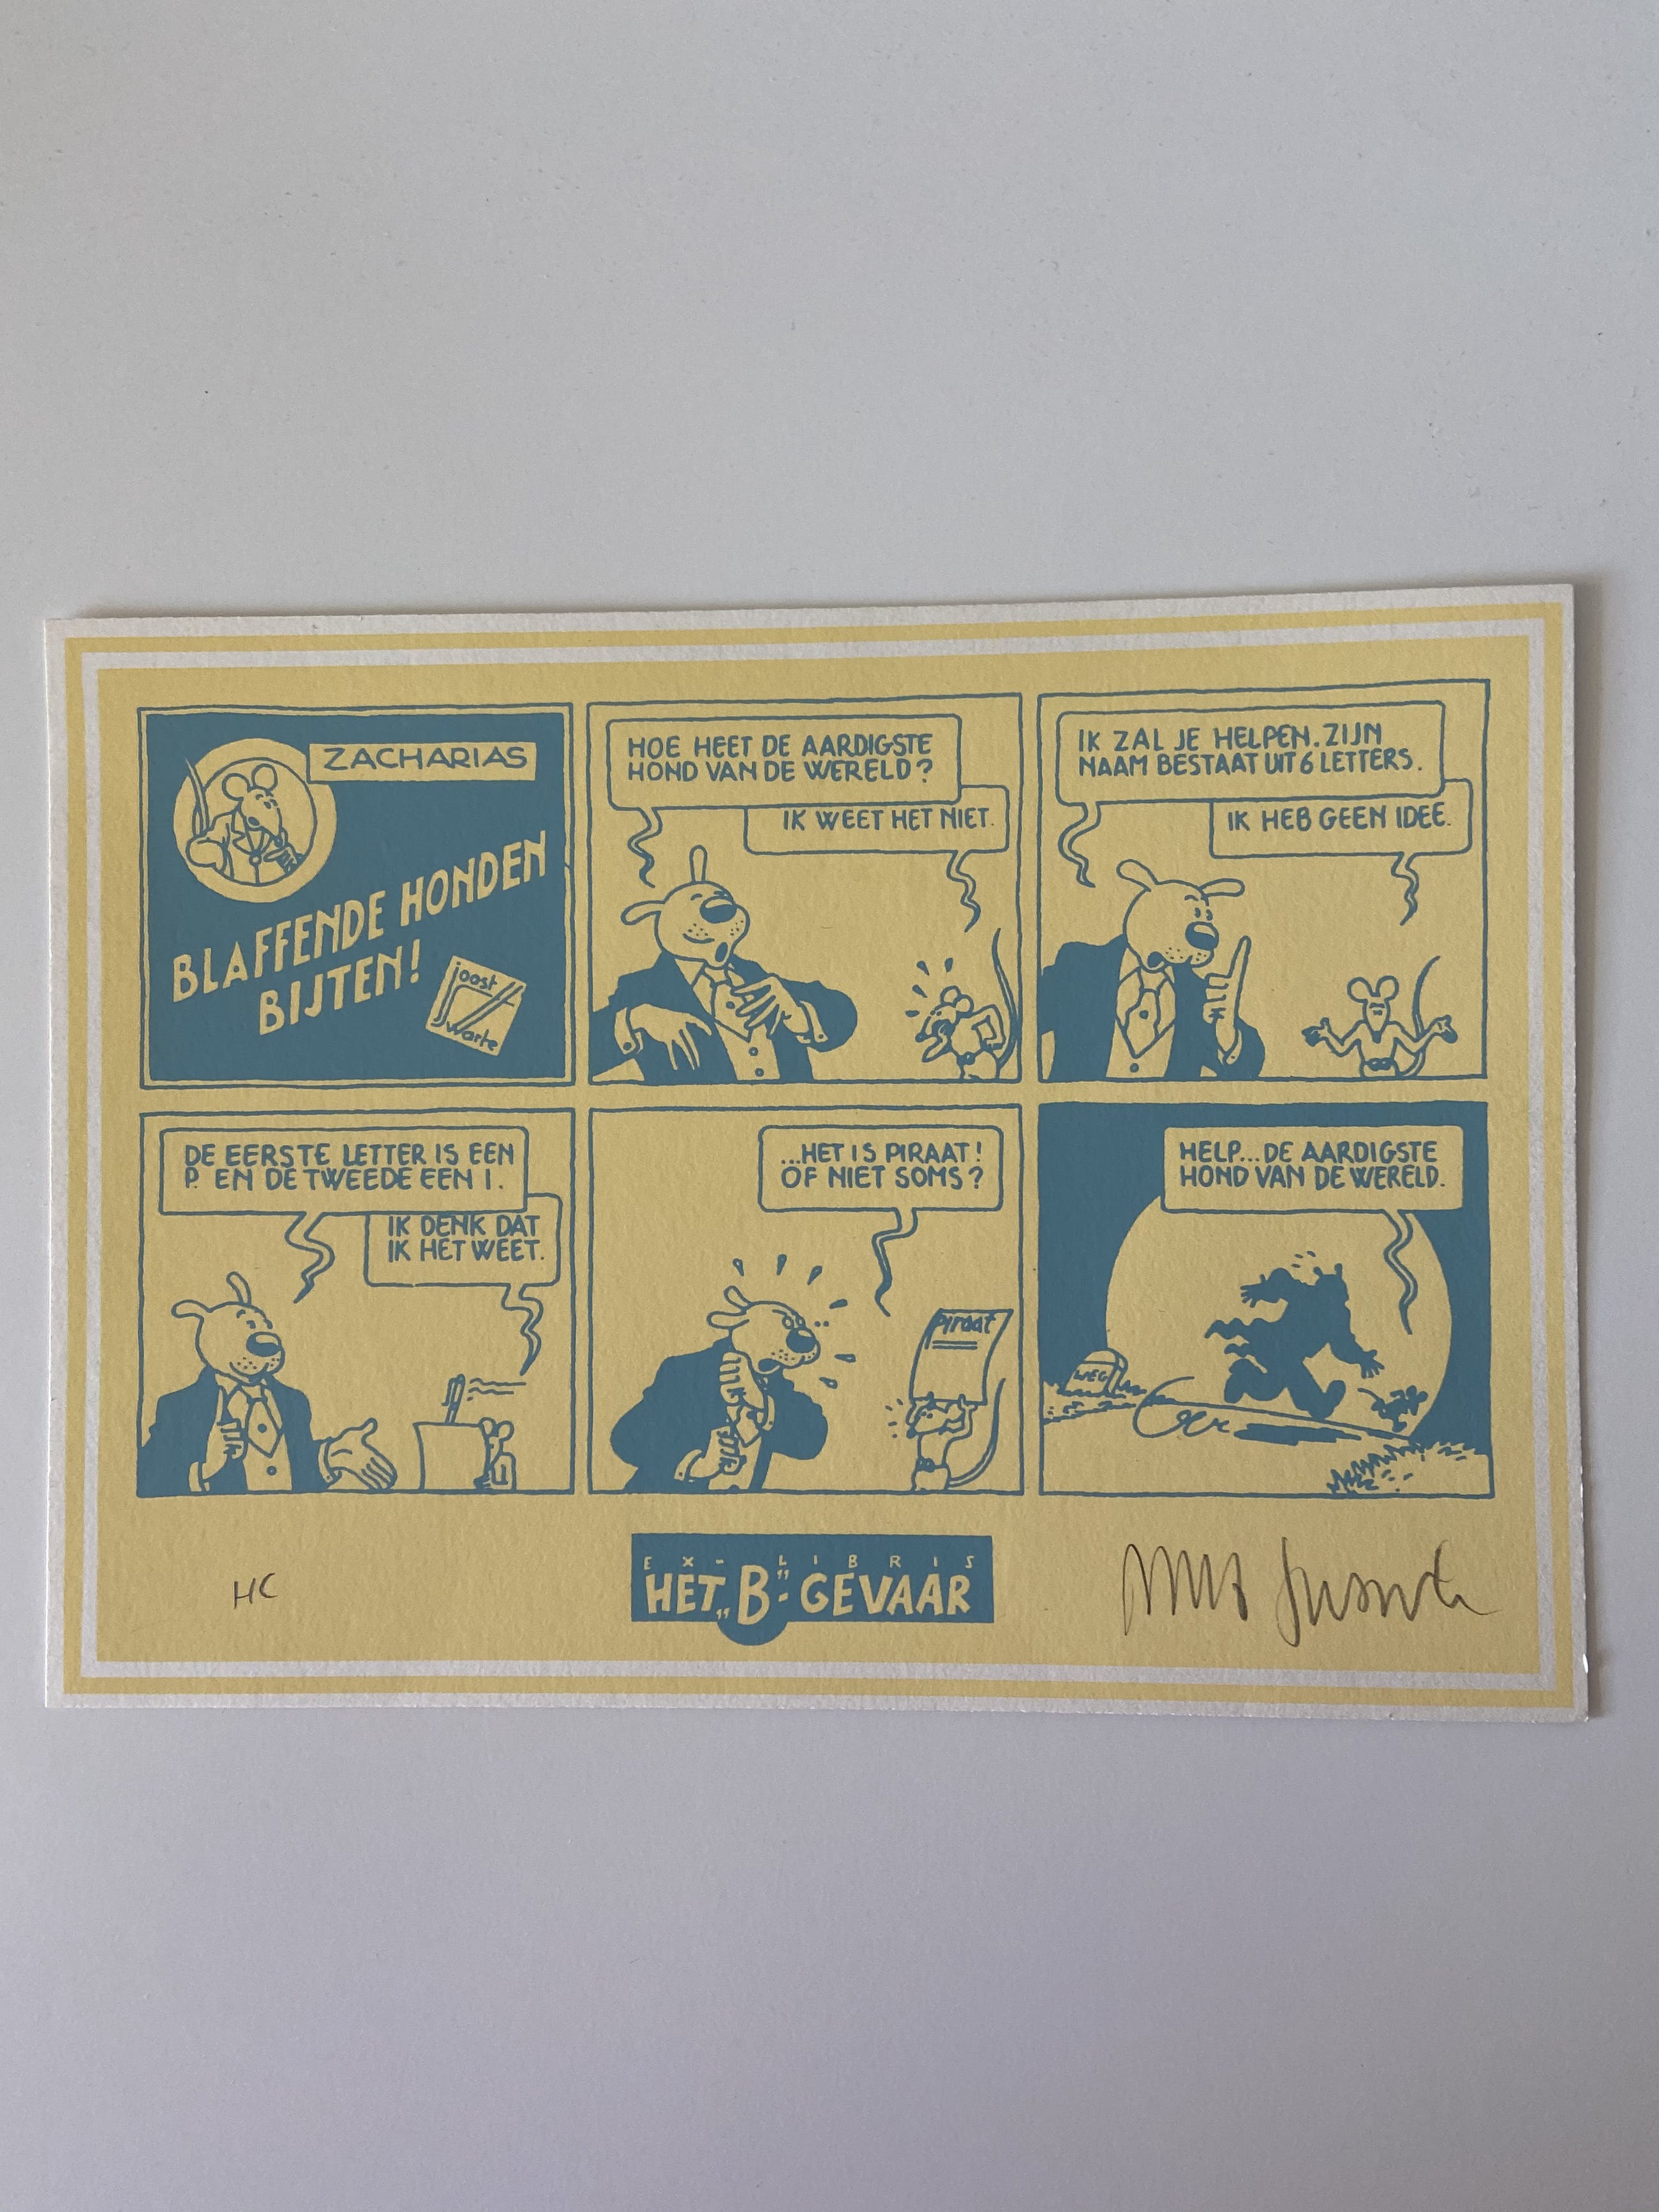 ZACHARIAS
BLAFFENDE HONDEN
BIJTEN!
joost
swarte
HOE HEET DE AARDIGSTE
HOND VAN DE WERELD?
IK WEET HET NIET.
IK ZAL JE HELPEN. ZIJN
NAAM BESTAAT UIT 6 LETTERS.
IK HEB GEEN IDEE.
DE EERSTE LETTER IS EEN
P. EN DE TWEEDE EEN I.
IK DENK DAT
IK HET WEET.
...HET IS PIRAAT!
OF NIET SOMS?
Piraat
HELP... DE AARDIGSTE
HOND VAN DE WERELD.
WEG
HC
EX-LIBRIS
HET „B"-GEVAAR